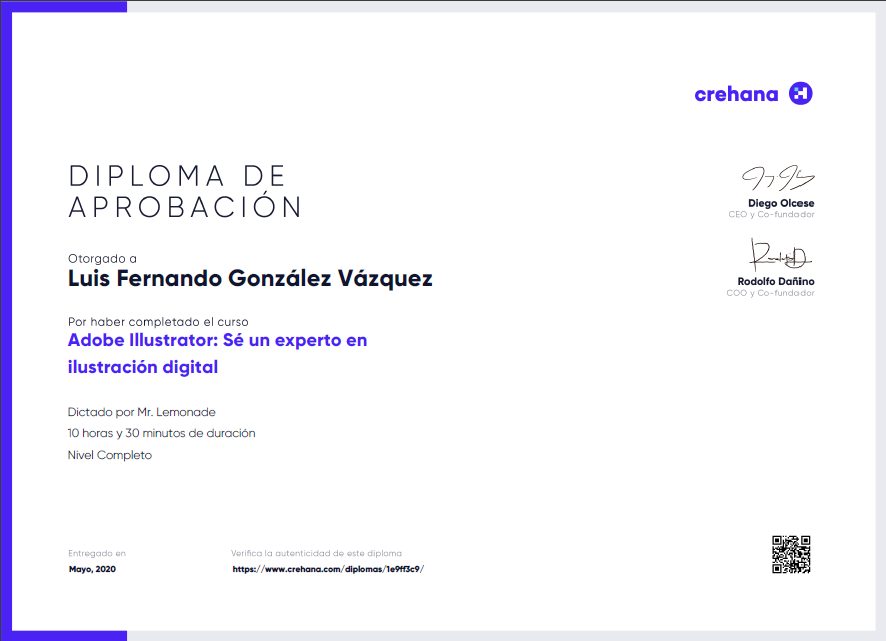 crehana
DIPLOMA DE
APROBACIÓN
Otorgado a
Luis Fernando González Vázquez
Por haber completado el curso
Adobe Illustrator: Sé un experto en
ilustración digital
Dictado por Mr. Lemonade
10 horas y 30 minutos de duración
Nivel Completo
Diego Olcese
CEO y Co-fundador
Rodolfo Dañino
COO y Co-fundador
Entregado en
Mayo, 2020
Verifica la autenticidad de este diploma
https://www.crehana.com/diplomas/1e9ff3c9/